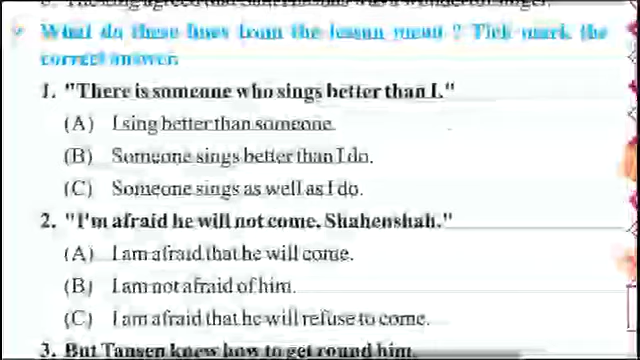 What do these lines from the lesson mean ? Tick mark the
correct answer.
1. "There is someone who sings better than I."
(A) I sing better than someone.
(B) Someone sings better than I do.
(C) Someone sings as well as I do.
2. "I'm afraid he will not come, Shahenshah."
(A) I am afraid that he will come.
(B) I am not afraid of him.
(C) I am afraid that he will refuse to come.
3. But Tansen knew how to get round him.